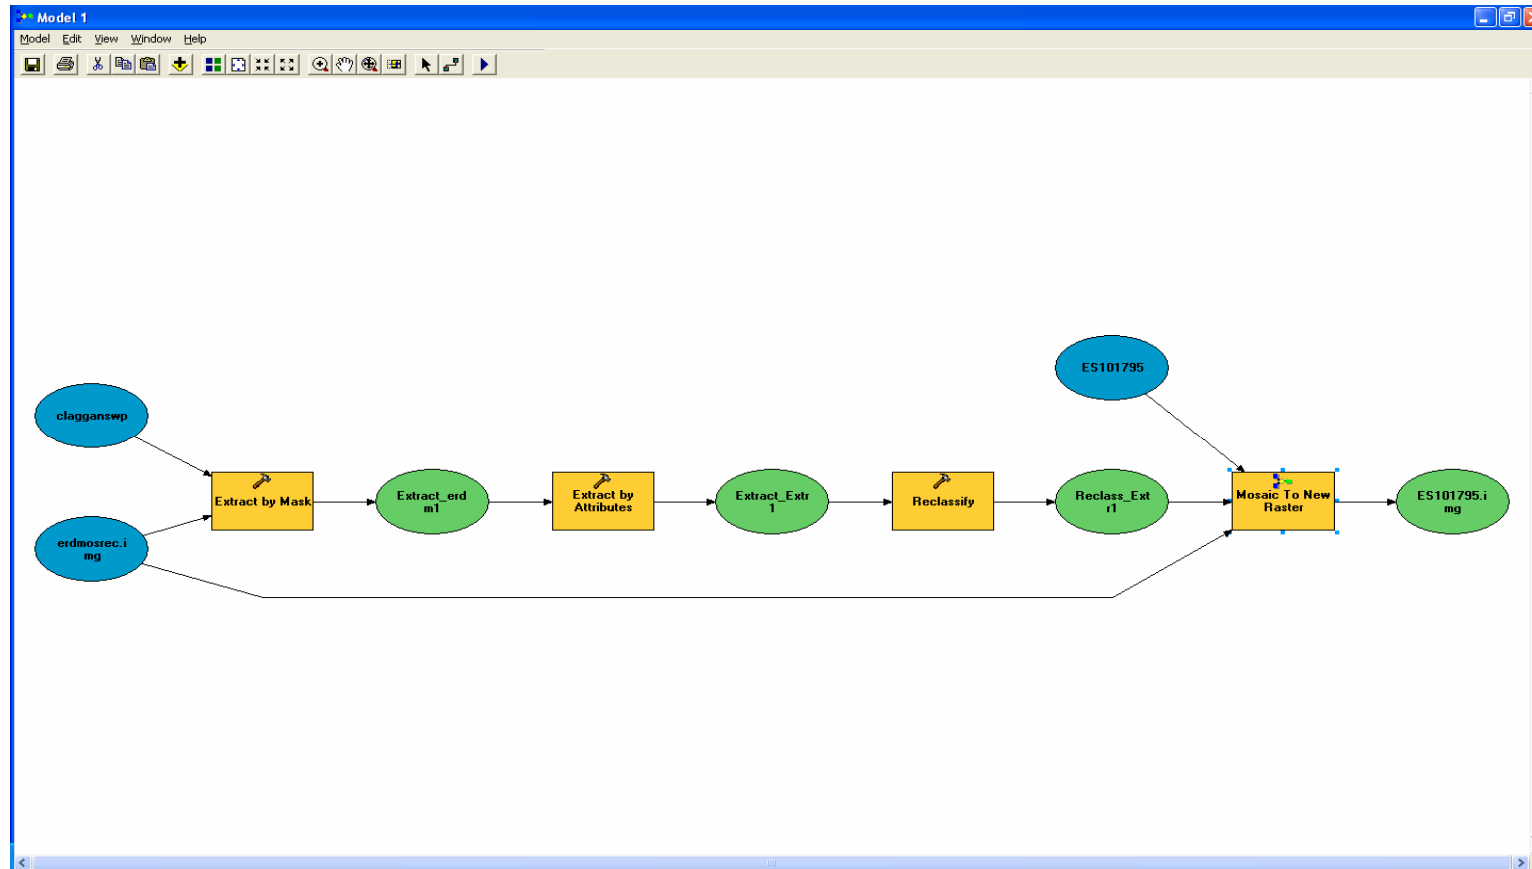 Model 1
Model Edit View Window Help
ES101795
clagganswp
Extract by Mask
Extract_erd
m1
Extract by
Attributes
Extract_Extr
1
Reclassify
Reclass_Ext
r1
Mosaic To New
Raster
ES101795.i
mg
erdmosrec.i
mg